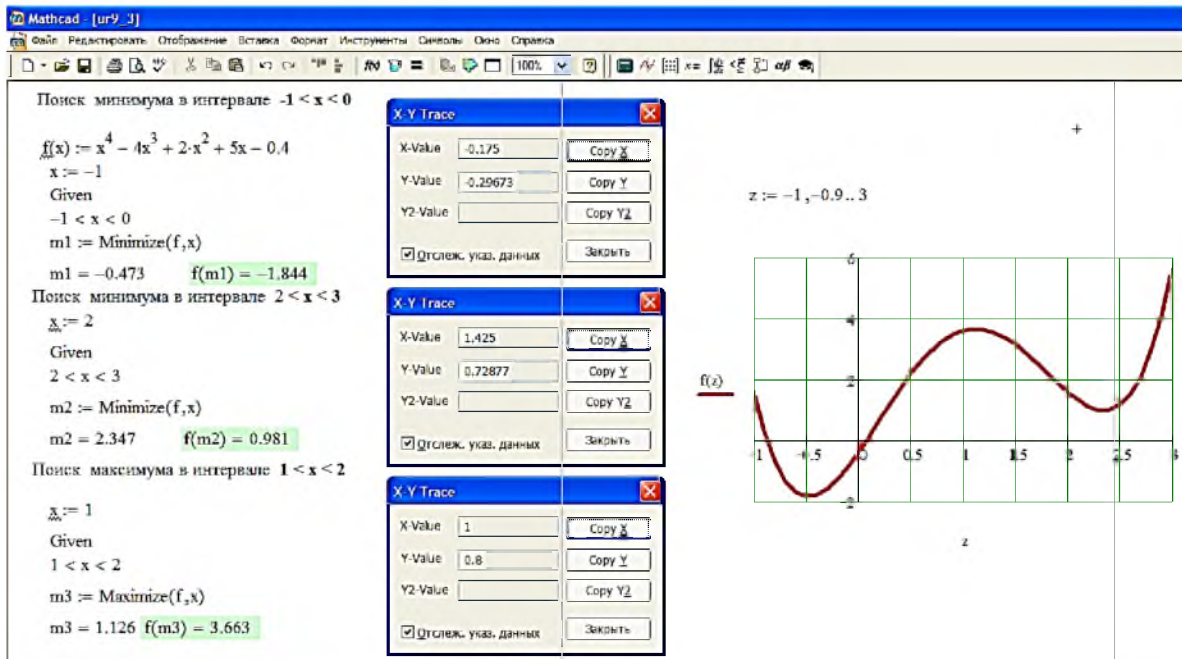 Mathcad - [ur9_3]
Файл Редактировать Отображение Вставка Формат Инструменты Символы Окно Справка
100%
Поиск минимума в интервале -1 < x < 0
f(x) := x^4 − 4x^3 + 2·x^2 + 5x − 0.4
x := −1
Given
−1 < x < 0
m1 := Minimize(f,x)
m1 = −0.473 f(m1) = −1.844
Поиск минимума в интервале 2 < x < 3
x := 2
Given
2 < x < 3
m2 := Minimize(f,x)
m2 = 2.347 f(m2) = 0.981
Поиск максимума в интервале 1 < x < 2
x := 1
Given
1 < x < 2
m3 := Maximize(f,x)
m3 = 1.126 f(m3) = 3.663
X-Y Trace
X-Value -0.175 Copy X
Y-Value -0.29673 Copy Y
Y2-Value Copy Y2
Отслеж. указ. данных Закрыть
X-Y Trace
X-Value 1.425 Copy X
Y-Value 0.72877 Copy Y
Y2-Value Copy Y2
Отслеж. указ. данных Закрыть
X-Y Trace
X-Value 1 Copy X
Y-Value 0.8 Copy Y
Y2-Value Copy Y2
Отслеж. указ. данных Закрыть
z := −1,−0.9.. 3
6
4
2
f(z)
-1 -0.5 0 0.5 1 1.5 2 2.5 3
-2
z